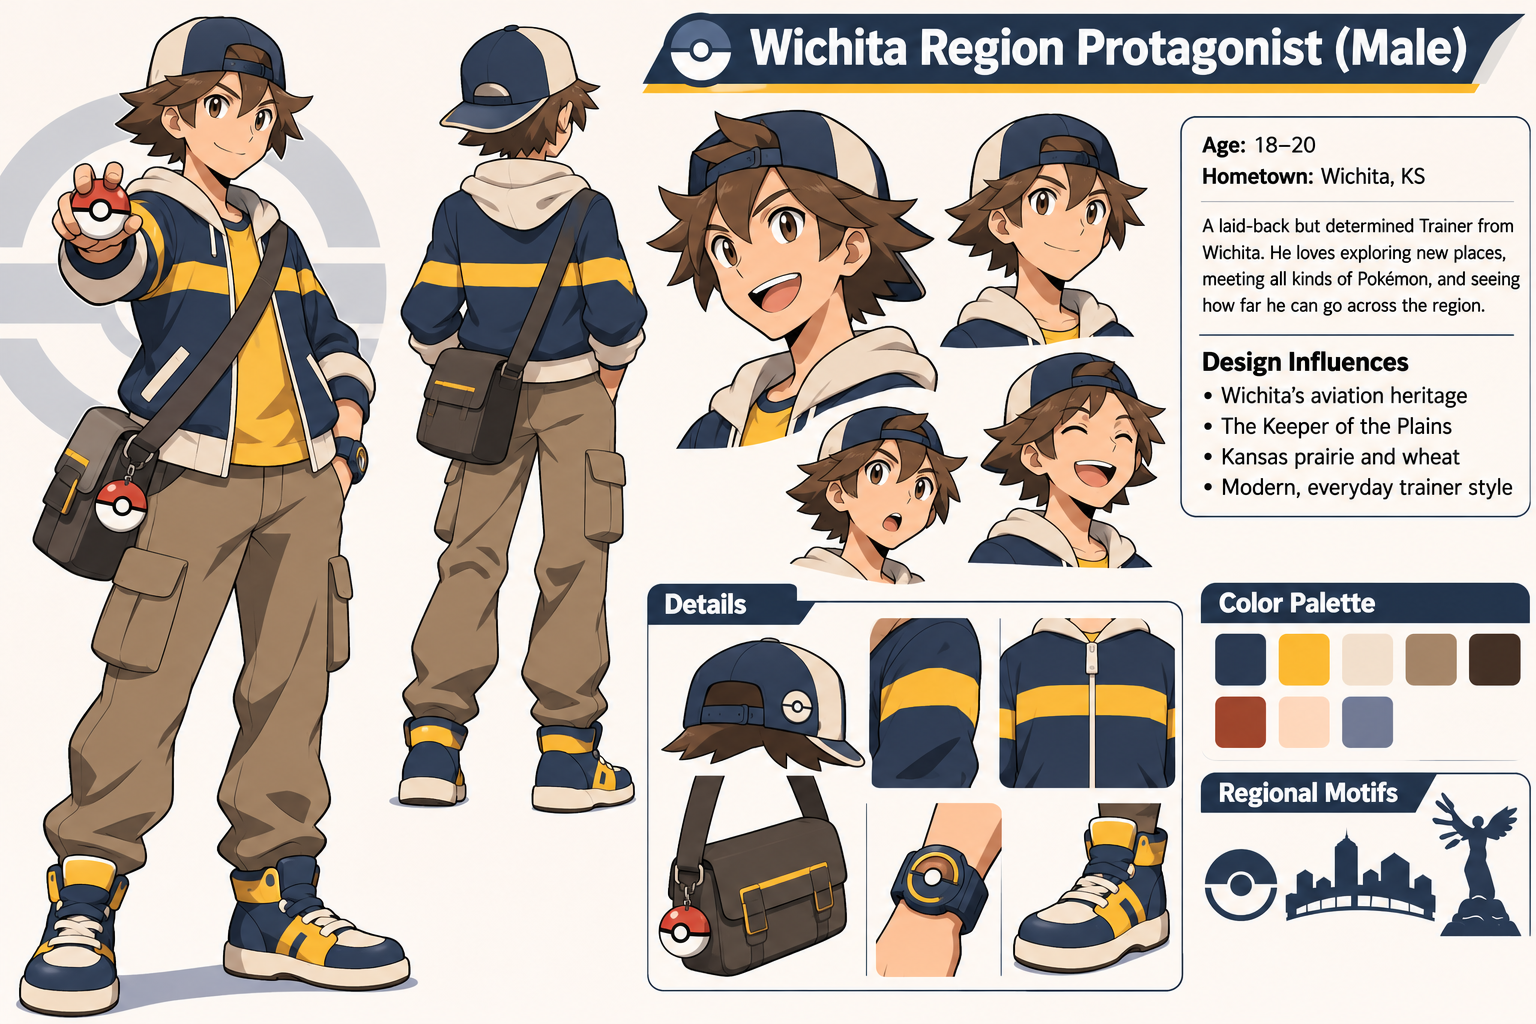 Wichita Region Protagonist (Male)
Age: 18–20
Hometown: Wichita, KS
A laid-back but determined Trainer from
Wichita. He loves exploring new places,
meeting all kinds of Pokémon, and seeing
how far he can go across the region.
Design Influences
• Wichita's aviation heritage
• The Keeper of the Plains
• Kansas prairie and wheat
• Modern, everyday trainer style
Details
Color Palette
Regional Motifs